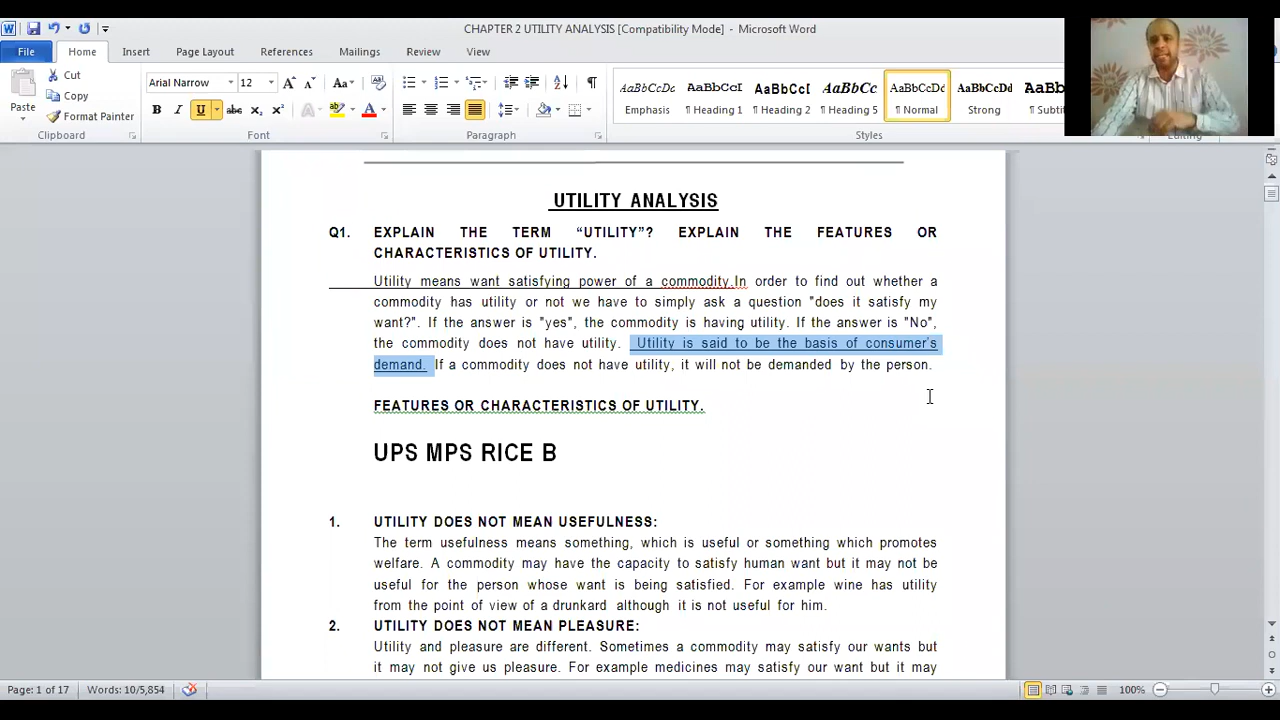 CHAPTER 2 UTILITY ANALYSIS [Compatibility Mode] - Microsoft Word
File Home Insert Page Layout References Mailings Review View
Paste
Cut
Copy
Format Painter
Arial Narrow 12
AaBbCcDc AaBbCcI AaBbCcI AaBbCc AaBbCcDc AaBbCcDc
Emphasis ¶ Heading 1 ¶ Heading 2 ¶ Heading 5 ¶ Normal Strong ¶ Subtit
Clipboard Font Paragraph Styles Editing
UTILITY ANALYSIS
Q1. EXPLAIN THE TERM “UTILITY”? EXPLAIN THE FEATURES OR
CHARACTERISTICS OF UTILITY.
Utility means want satisfying power of a commodity.In order to find out whether a
commodity has utility or not we have to simply ask a question "does it satisfy my
want?". If the answer is "yes", the commodity is having utility. If the answer is "No",
the commodity does not have utility. Utility is said to be the basis of consumer's
demand. If a commodity does not have utility, it will not be demanded by the person.
FEATURES OR CHARACTERISTICS OF UTILITY.
UPS MPS RICE B
1. UTILITY DOES NOT MEAN USEFULNESS:
The term usefulness means something, which is useful or something which promotes
welfare. A commodity may have the capacity to satisfy human want but it may not be
useful for the person whose want is being satisfied. For example wine has utility
from the point of view of a drunkard although it is not useful for him.
2. UTILITY DOES NOT MEAN PLEASURE:
Utility and pleasure are different. Sometimes a commodity may satisfy our wants but
it may not give us pleasure. For example medicines may satisfy our want but it may
Page: 1 of 17 Words: 10/5,854 100%